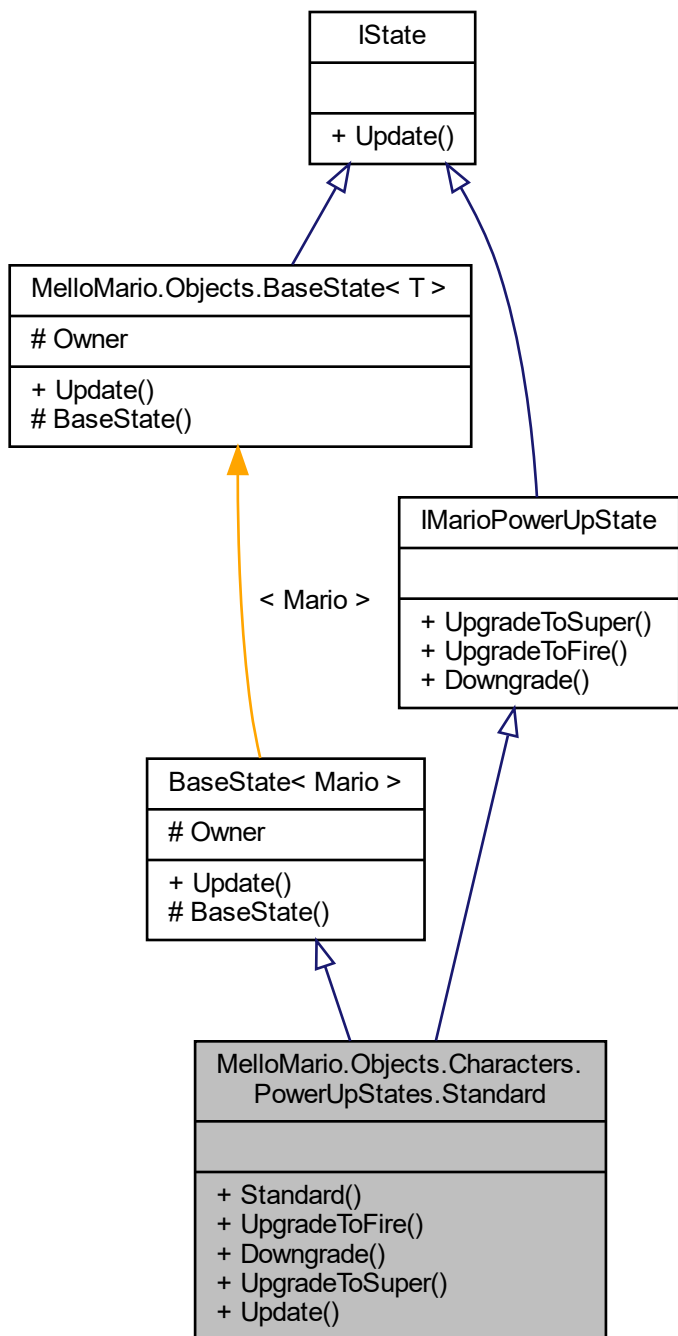 IState
+ Update()
MelloMario.Objects.BaseState< T >
# Owner
+ Update()
# BaseState()
IMarioPowerUpState
+ UpgradeToSuper()
+ UpgradeToFire()
+ Downgrade()
< Mario >
BaseState< Mario >
# Owner
+ Update()
# BaseState()
MelloMario.Objects.Characters.
PowerUpStates.Standard
+ Standard()
+ UpgradeToFire()
+ Downgrade()
+ UpgradeToSuper()
+ Update()